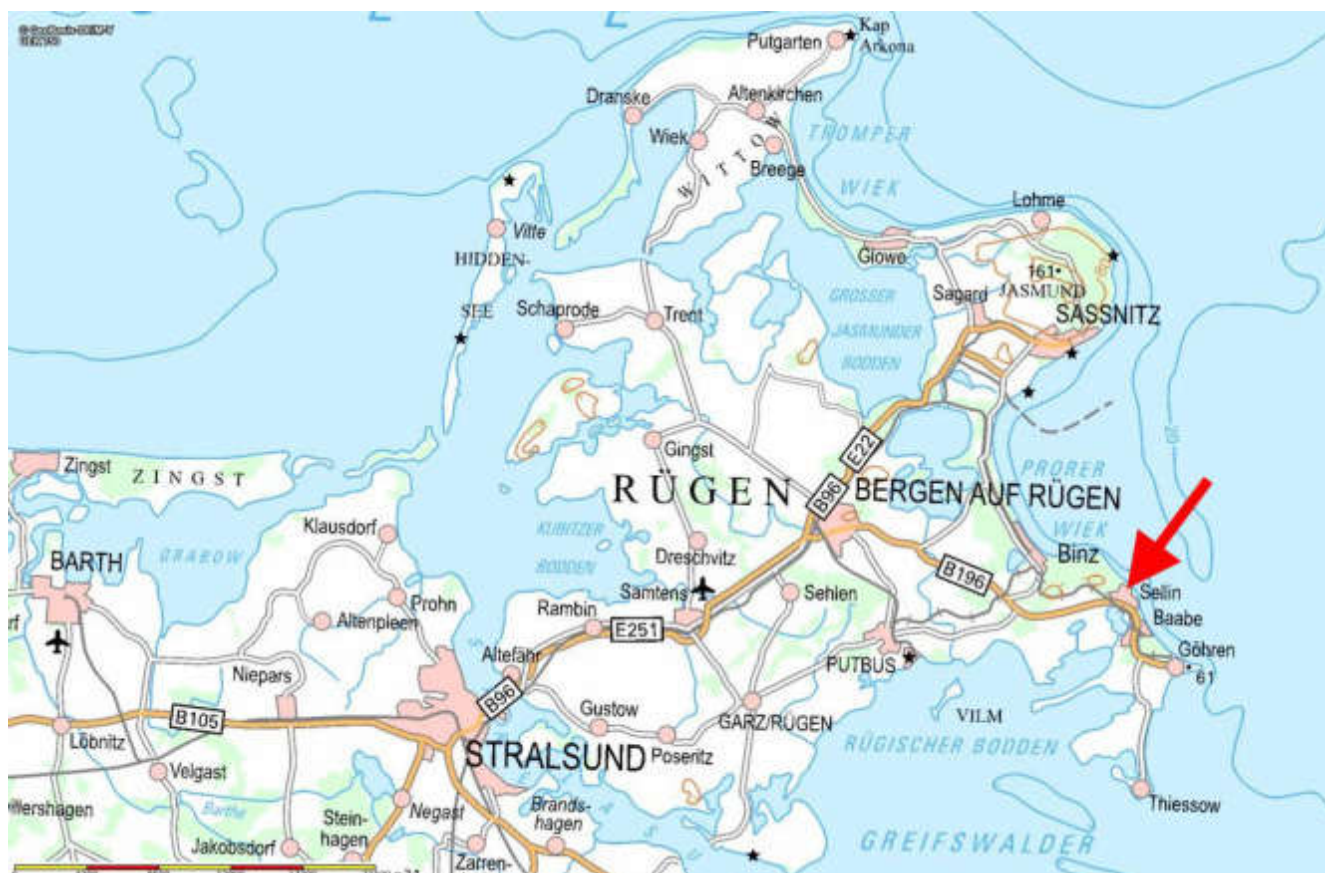 Kap
Arkona
Putgarten
Dranske
Altenkirchen
Wiek
WITTOW
Breege
TROMPER
WIEK
Lohme
Vitte
HIDDEN-
SEE
Glowe
161
JASMUND
Sagard
SASSNITZ
GROSSER
JASMUNDER
BODDEN
Schaprode
Trent
Gingst
E22
B96
RÜGEN
BERGEN AUF RÜGEN
PRORER
WIEK
20
Zingst
ZINGST
Klausdorf
KUBITZER
BODDEN
Dreschvitz
Binz
BARTH
GRABOW
Samtens
Sehlen
B196
Sellin
Baabe
Prohn
Altenpleen
Rambin
E251
Altefähr
PUTBUS
Göhren
61
Niepars
B96
B105
Gustow
GARZ/RÜGEN
VILM
Löbnitz
STRALSUND
Poseritz
RÜGISCHER BODDEN
Velgast
Thiessow
Barthe
Negast
Brands-
hagen
Stein-
hagen
GREIFSWALDER
Jakobsdorf
Zarren-